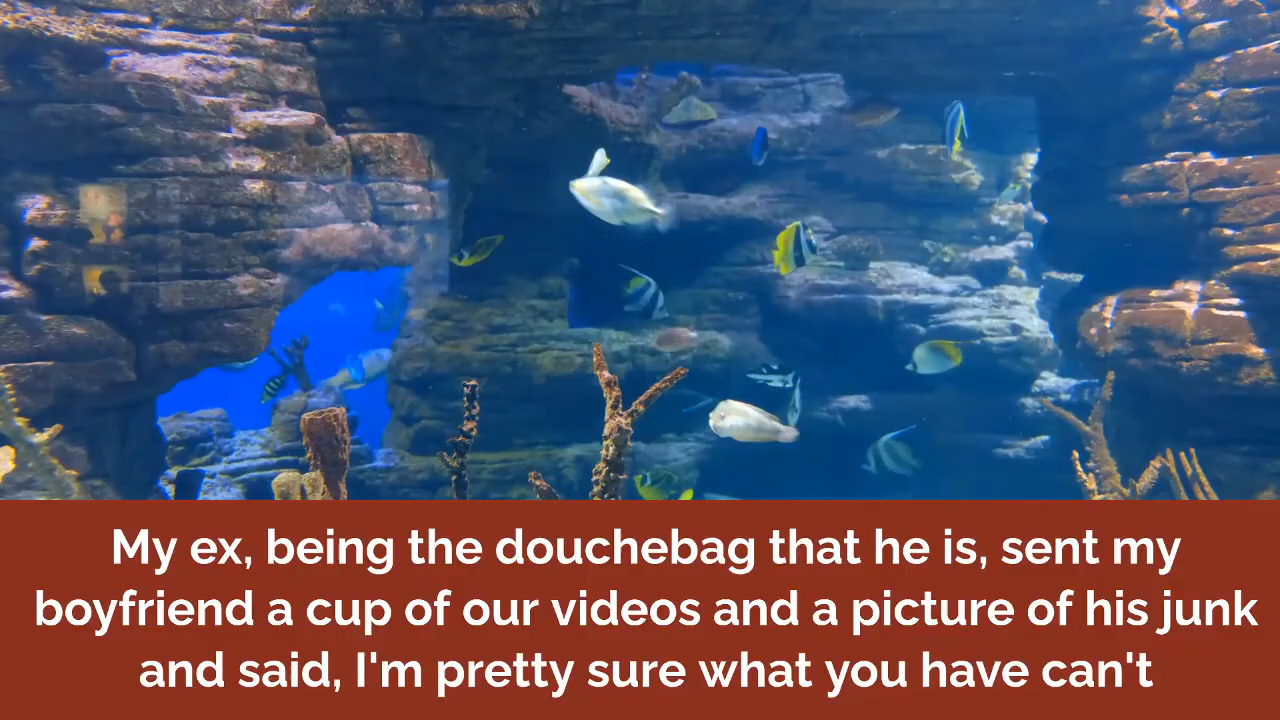 My ex, being the douchebag that he is, sent my
boyfriend a cup of our videos and a picture of his junk
and said, I'm pretty sure what you have can't